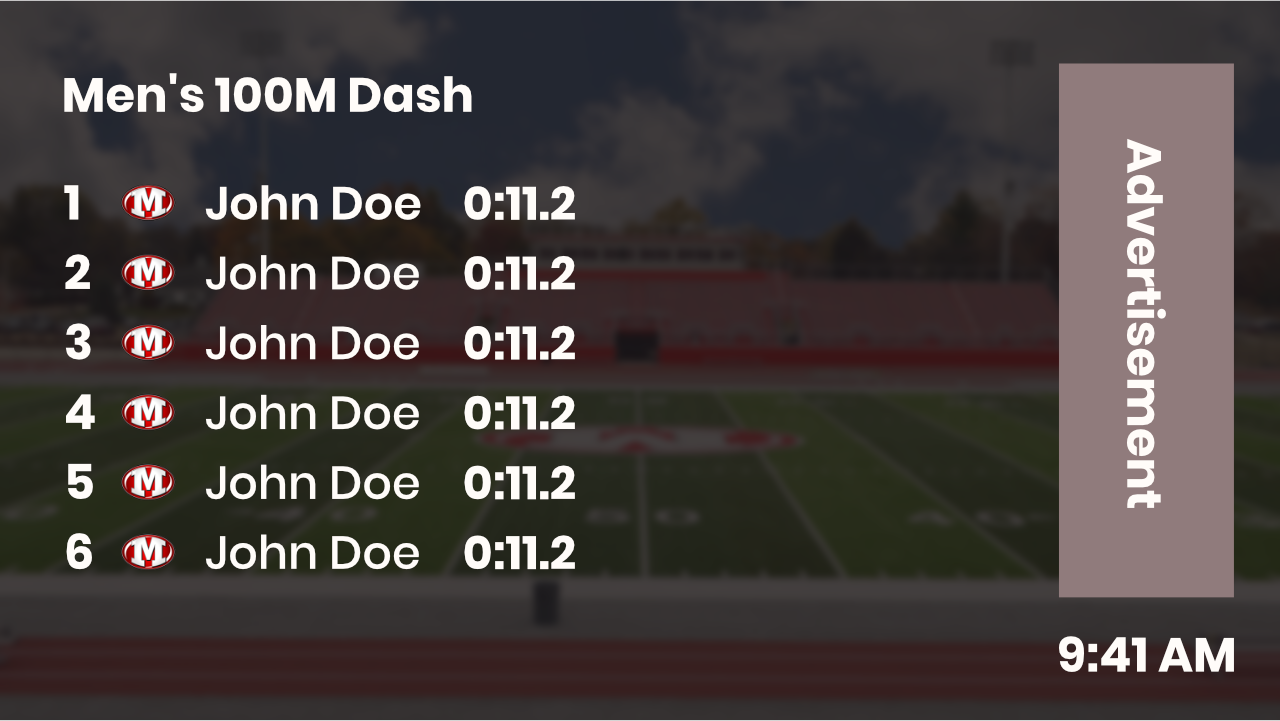 Men's 100M Dash
1 M John Doe 0:11.2
2 M John Doe 0:11.2
3 M John Doe 0:11.2
4 M John Doe 0:11.2
5 M John Doe 0:11.2
6 M John Doe 0:11.2
Advertisement
9:41 AM
50